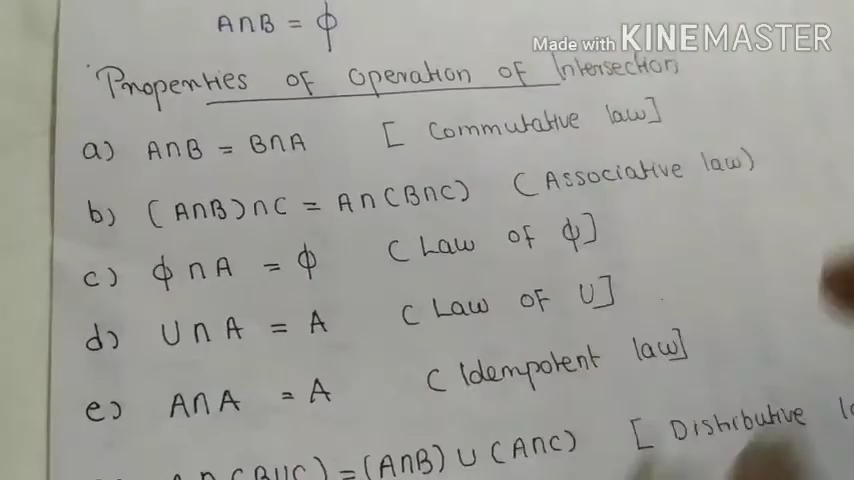 A∩B = ϕ
Made with KINEMASTER
Properties of operation of Intersection
a) A∩B = B∩A [ Commutative law]
b) (A∩B)∩C = A∩(B∩C) (Associative law)
c) ϕ∩A = ϕ ( Law of ϕ]
d) U∩A = A ( Law of U]
e) A∩A = A ( Idempotent law]
∩(B∪C) = (A∩B) ∪ (A∩C) [ Distributive